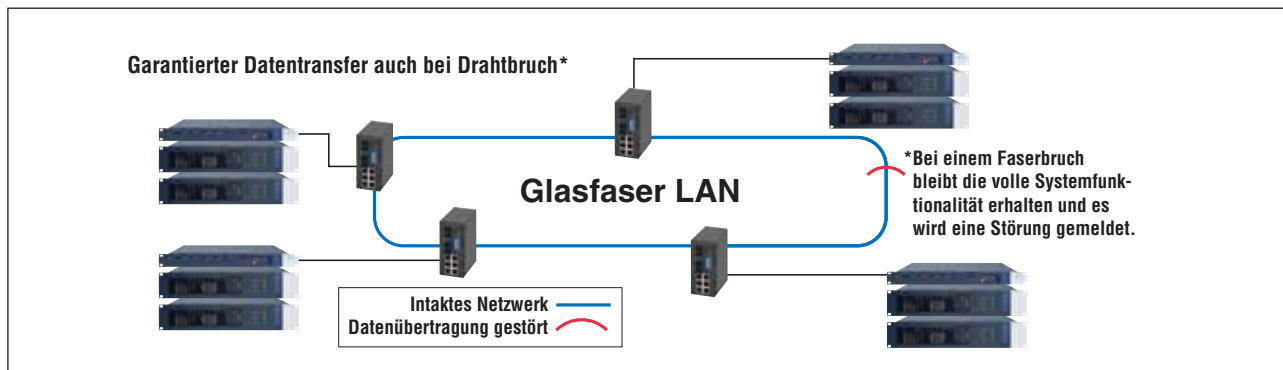 Garantierter Datentransfer auch bei Drahtbruch*
Glasfaser LAN
*Bei einem Faserbruch
bleibt die volle Systemfunk-
tionalität erhalten und es
wird eine Störung gemeldet.
Intaktes Netzwerk
Datenübertragung gestört